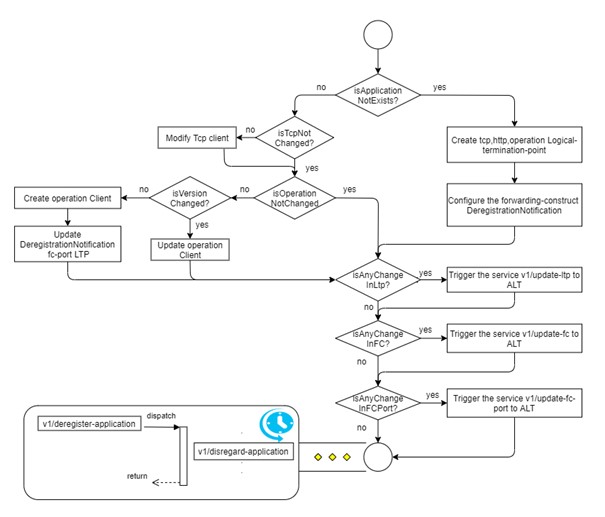 isApplication
NotExists?
no
yes
isTcpNot
Changed?
no
Modify Tcp client
yes
Create tcp,http,operation Logical-
termination-point
isOperation
NotChanged
no
yes
isVersion
Changed?
no
yes
Create operation Client
Configure the forwarding-construct
DeregistrationNotification
Update
DeregistrationNotification
fc-port LTP
Update operation
Client
isAnyChange
InLtp?
yes
no
Trigger the service v1/update-ltp to
ALT
isAnyChange
InFC?
yes
no
Trigger the service v1/update-fc to
ALT
isAnyChange
InFCPort?
yes
no
Trigger the service v1/update-fc-
port to ALT
v1/deregister-application
dispatch
v1/disregard-application
return